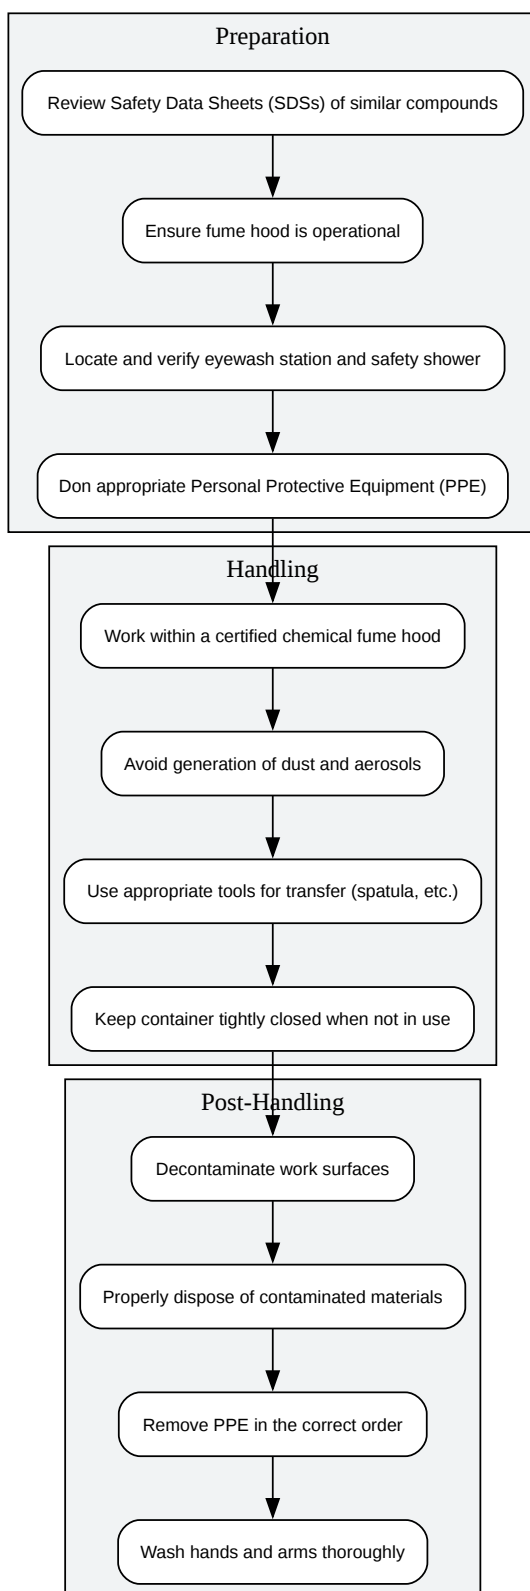 Preparation
Review Safety Data Sheets (SDSs) of similar compounds
Ensure fume hood is operational
Locate and verify eyewash station and safety shower
Don appropriate Personal Protective Equipment (PPE)
Handling
Work within a certified chemical fume hood
Avoid generation of dust and aerosols
Use appropriate tools for transfer (spatula, etc.)
Keep container tightly closed when not in use
Post-Handling
Decontaminate work surfaces
Properly dispose of contaminated materials
Remove PPE in the correct order
Wash hands and arms thoroughly